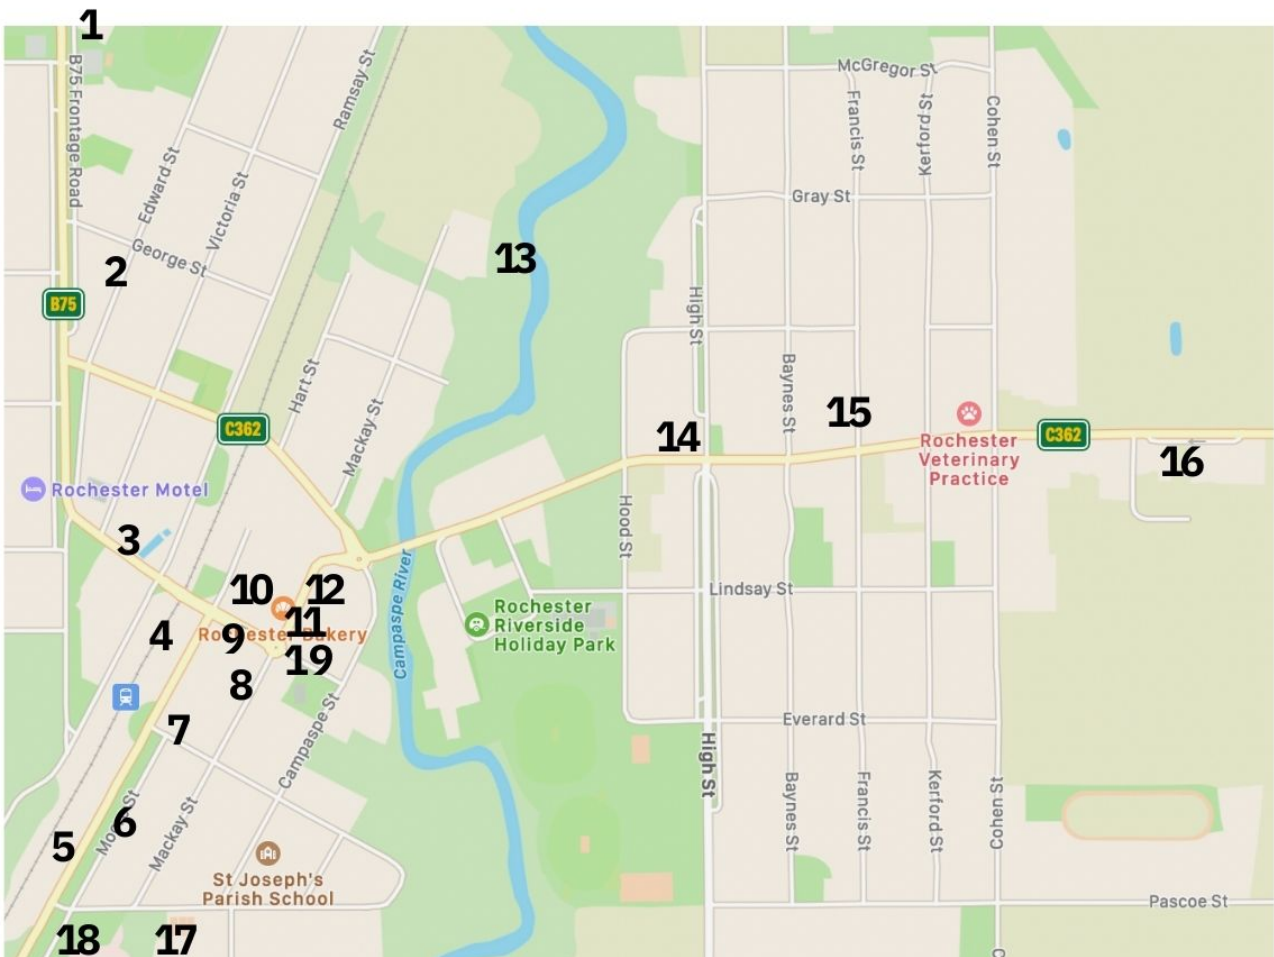 1
McGregor St
B75 Frontage Road
Ramsay St
Francis St
Kerford St
Cohen St
Edward St
Victoria St
Gray St
George St
2
13
B75
High St
Hart St
Baynes St
C362
Mackay St
14
15
C362
Rochester
Veterinary
Practice
16
Rochester Motel
3
Hood St
Campaspe River
10
12
Lindsay St
11
Rochester Bakery
Rochester
Riverside
Holiday Park
4
9
19
8
7
Campaspe St
Everard St
High St
Baynes St
Francis St
Kerford St
Cohen St
6
5
Mackay St
St Joseph's
Parish School
Pascoe St
18
17